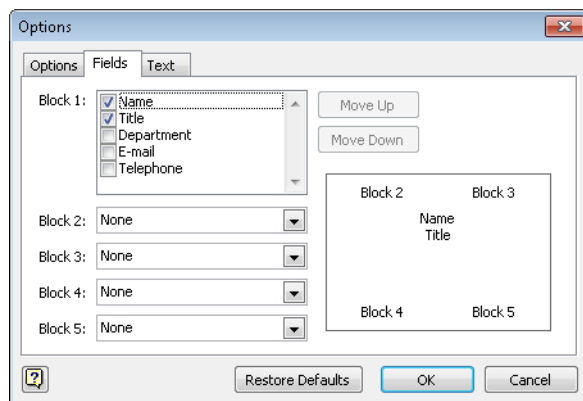 Options
Options Fields Text
Block 1:
Name
Title
Department
E-mail
Telephone
Move Up
Move Down
Block 2: None
Block 3: None
Block 4: None
Block 5: None
Block 2 Block 3
Name
Title
Block 4 Block 5
? Restore Defaults OK Cancel